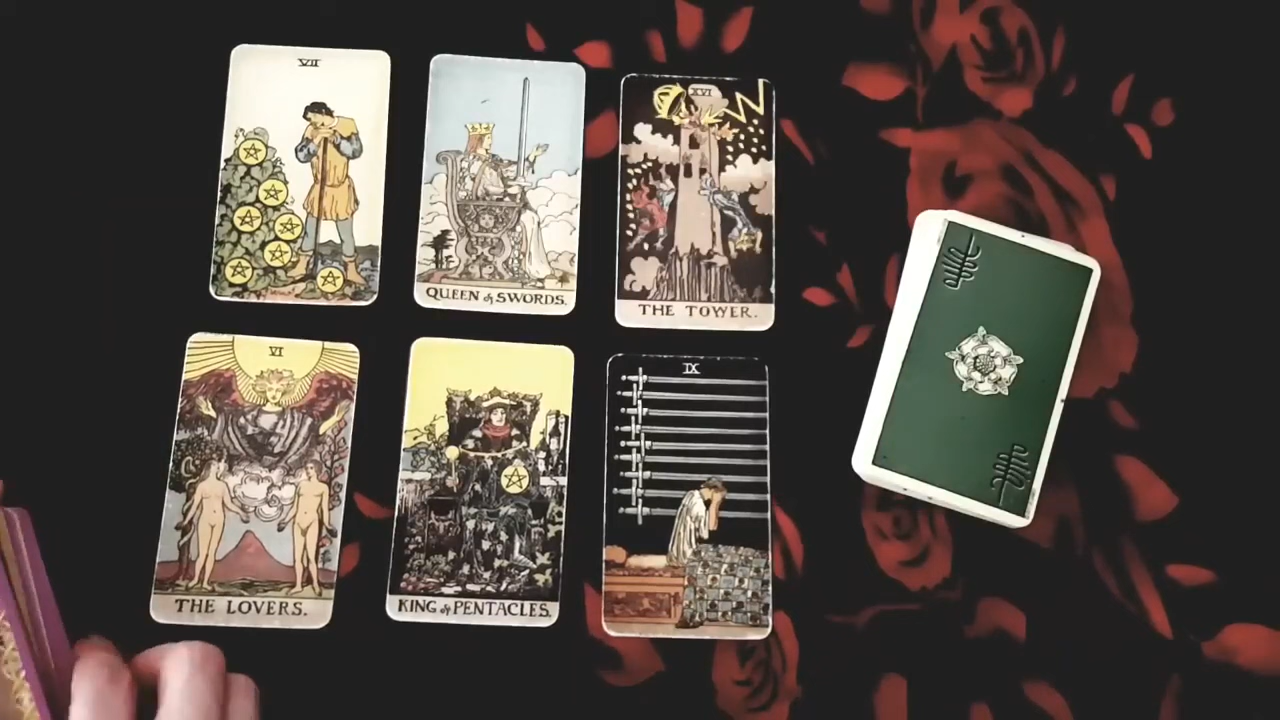 VII
QUEEN of SWORDS.
XVI
THE TOWER.
VI
THE LOVERS.
KING of PENTACLES.
IX